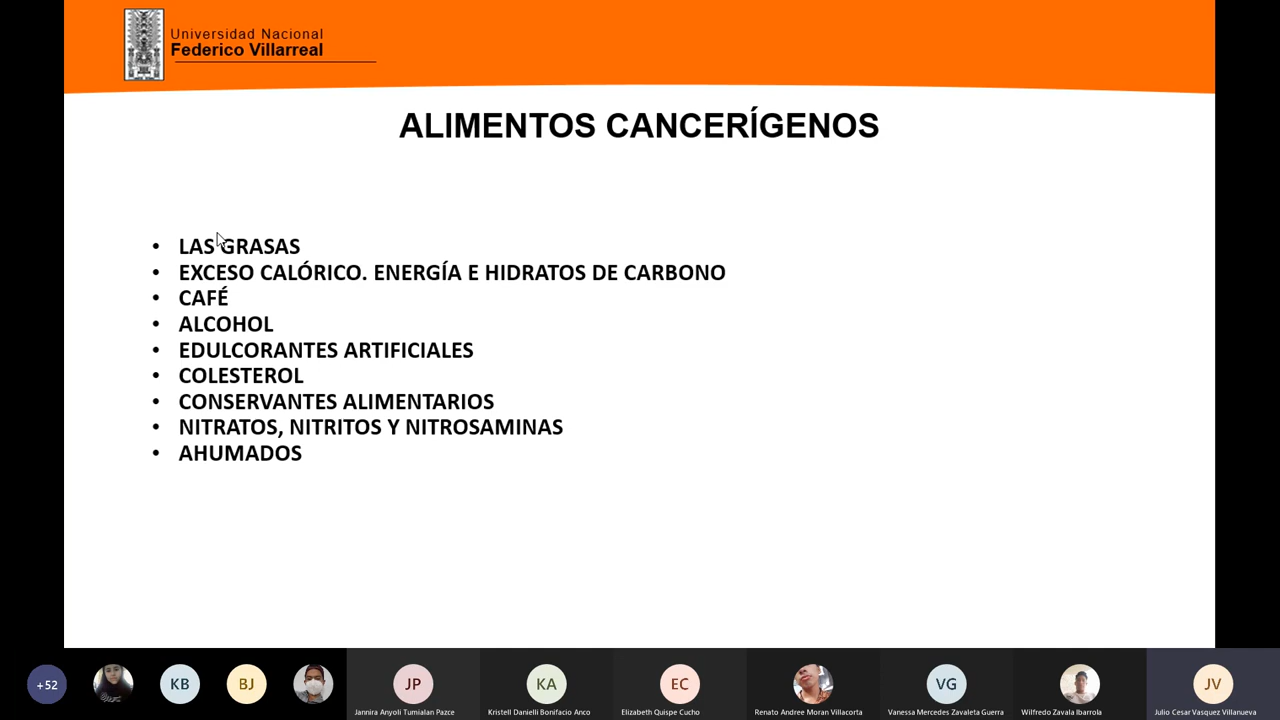 Universidad Nacional
Federico Villarreal
ALIMENTOS CANCERÍGENOS
• LAS GRASAS
• EXCESO CALÓRICO. ENERGÍA E HIDRATOS DE CARBONO
• CAFÉ
• ALCOHOL
• EDULCORANTES ARTIFICIALES
• COLESTEROL
• CONSERVANTES ALIMENTARIOS
• NITRATOS, NITRITOS Y NITROSAMINAS
• AHUMADOS
+52
KB
BJ
JP
KA
EC
VG
JV
Jannira Anyoli Tumialan Pazce
Kristell Danielli Bonifacio Anco
Elizabeth Quispe Cucho
Renato Andree Moran Villacorta
Vanessa Mercedes Zavaleta Guerra
Wilfredo Zavala Ibarrola
Julio Cesar Vasquez Villanueva